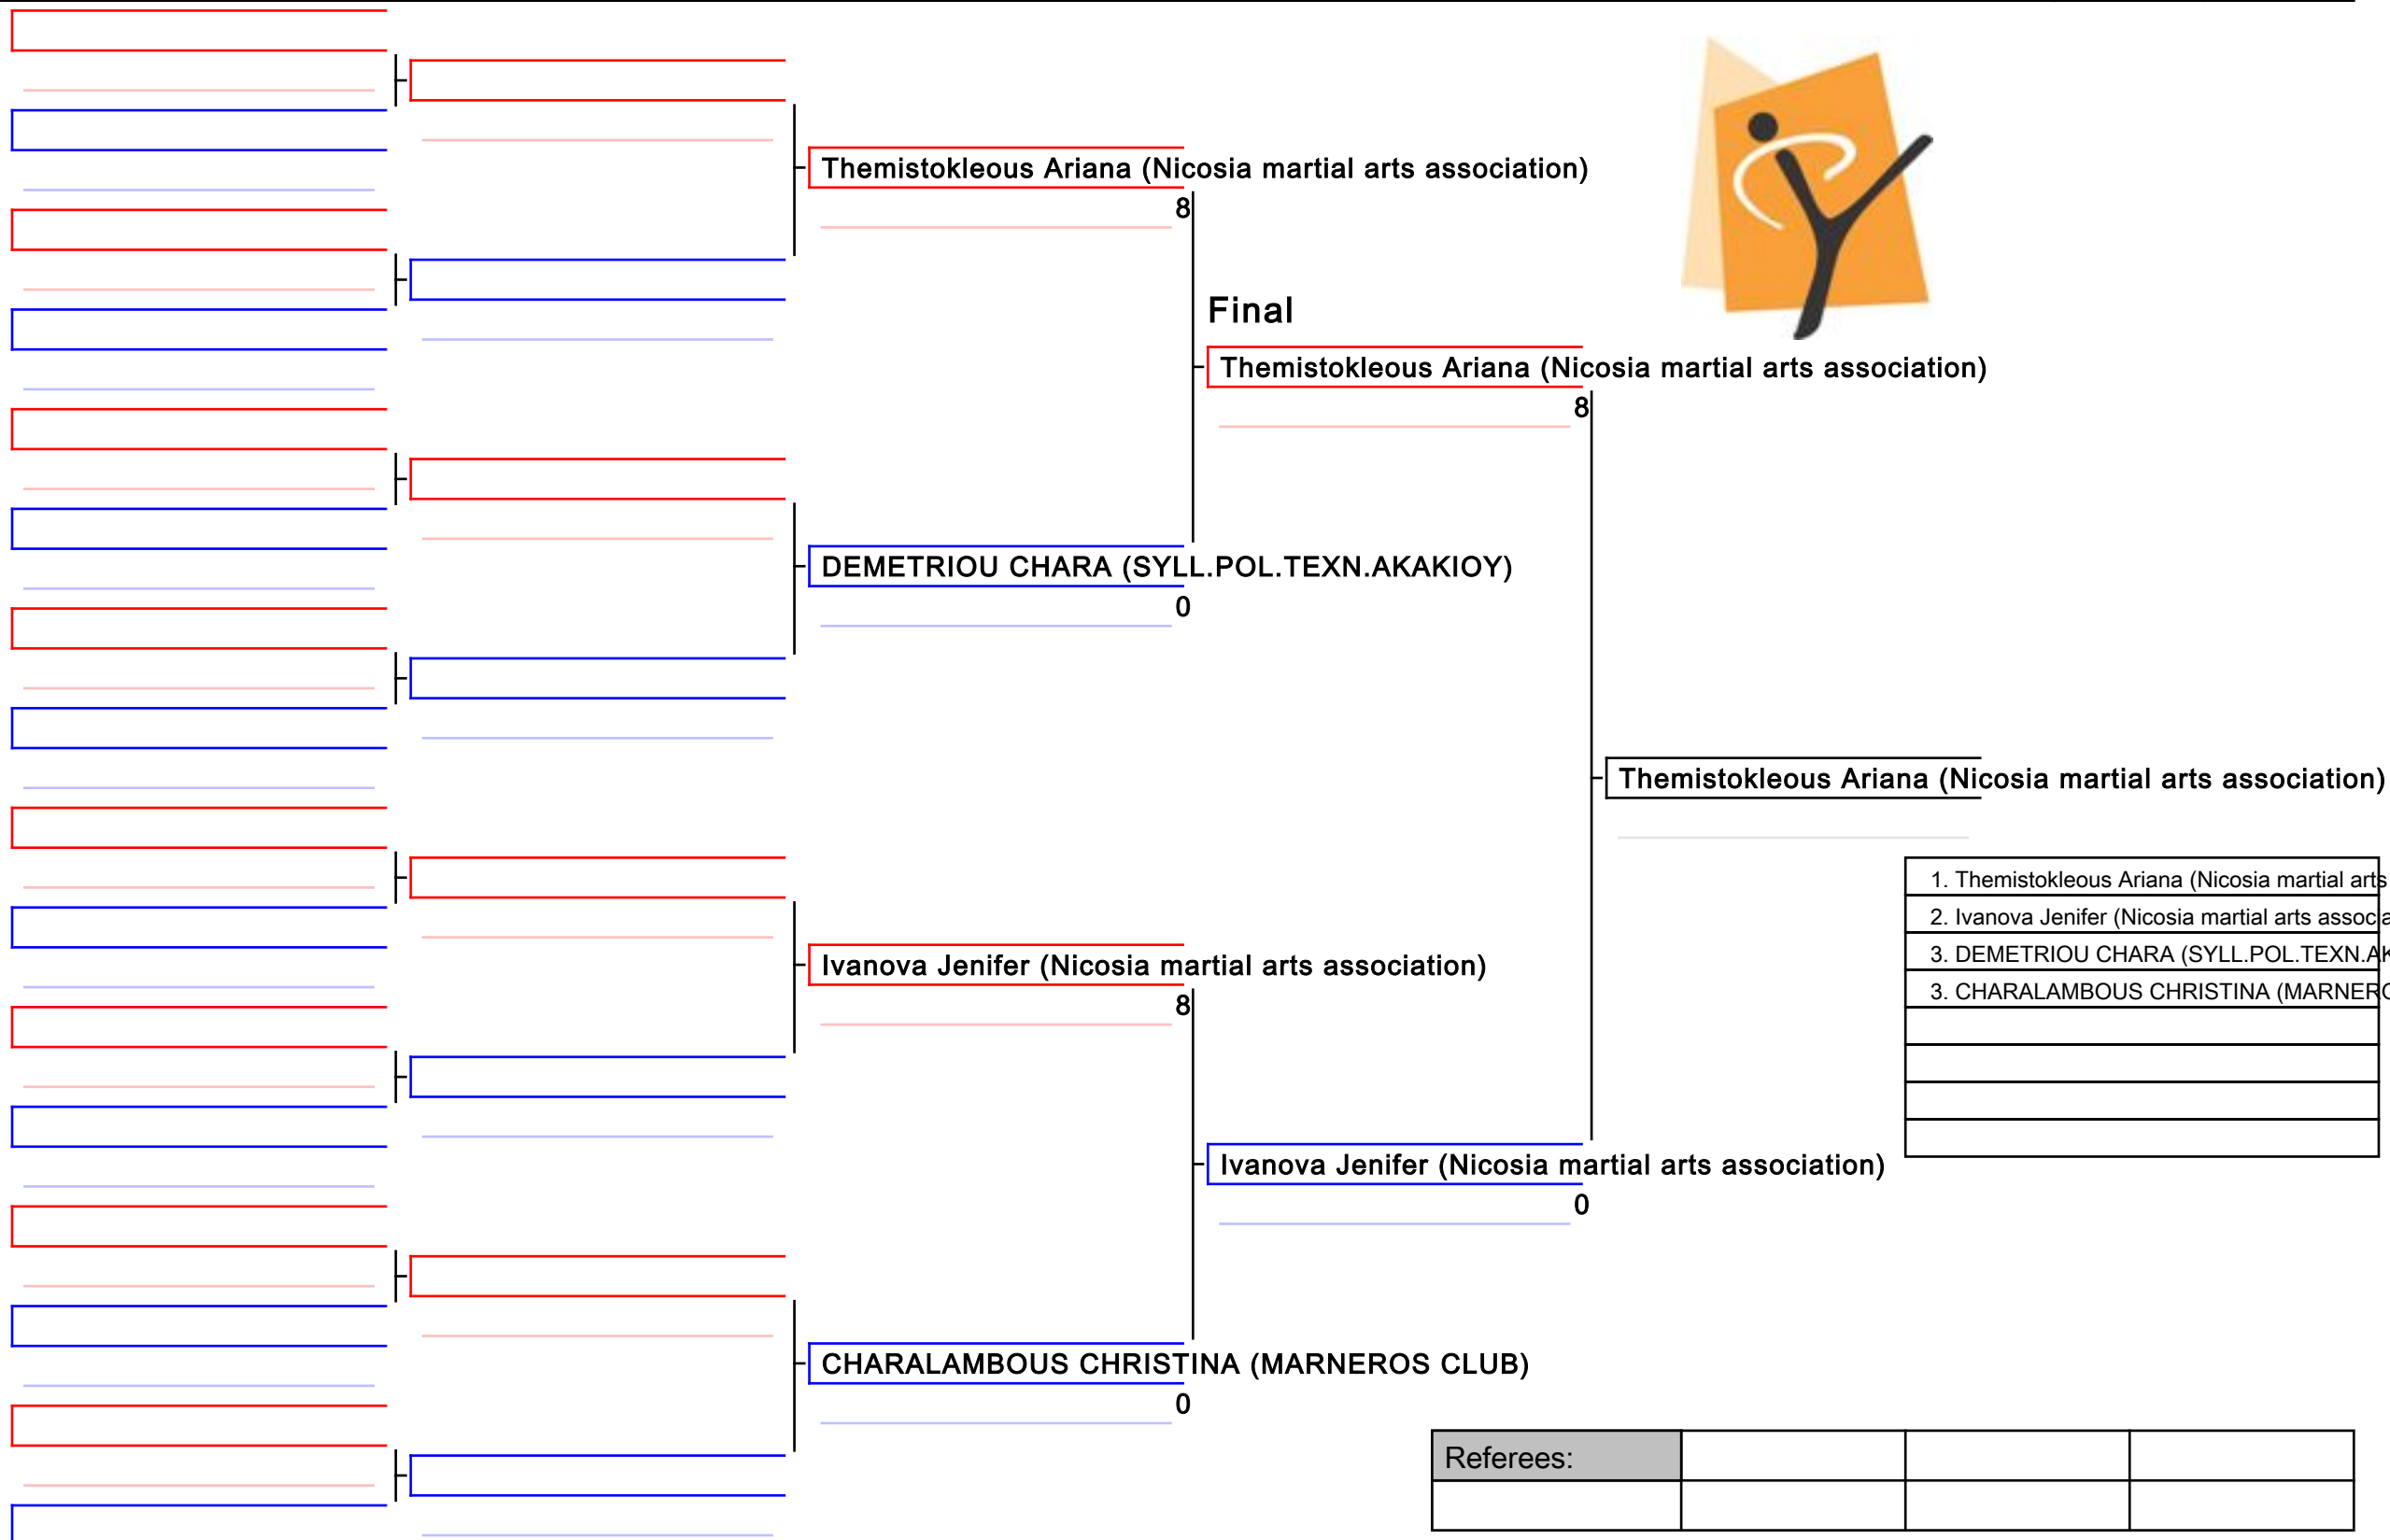 Themistokleous Ariana (Nicosia martial arts association)
8
Final
Themistokleous Ariana (Nicosia martial arts association)
8
DEMETRIOU CHARA (SYLL.POL.TEXN.AKAKIOY)
0
Themistokleous Ariana (Nicosia martial arts association)
1. Themistokleous Ariana (Nicosia martial arts
2. Ivanova Jenifer (Nicosia martial arts associa
3. DEMETRIOU CHARA (SYLL.POL.TEXN.AK
3. CHARALAMBOUS CHRISTINA (MARNERO
Ivanova Jenifer (Nicosia martial arts association)
8
Ivanova Jenifer (Nicosia martial arts association)
0
CHARALAMBOUS CHRISTINA (MARNEROS CLUB)
0
Referees: